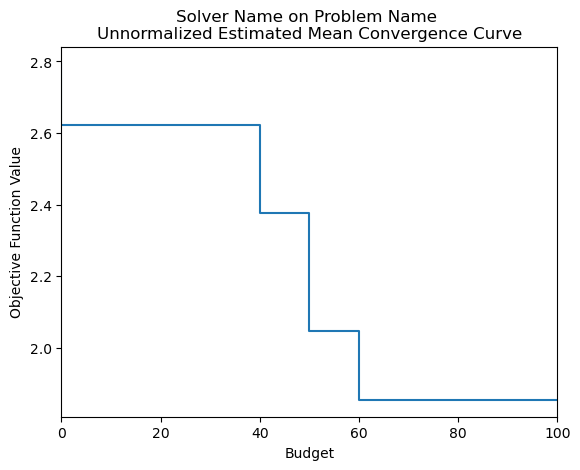 Solver Name on Problem Name
Unnormalized Estimated Mean Convergence Curve
2.8
2.6
2.4
2.2
2.0
Objective Function Value
0 20 40 60 80 100
Budget